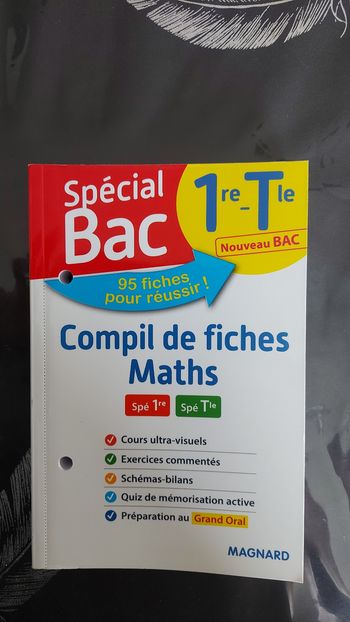 Spécial
Bac
1re-Tle
Nouveau BAC
95 fiches
pour réussir !
Compil de fiches
Maths
Spé 1re
Spé Tle
Cours ultra-visuels
Exercices commentés
Schémas-bilans
Quiz de mémorisation active
Préparation au Grand Oral
MAGNARD